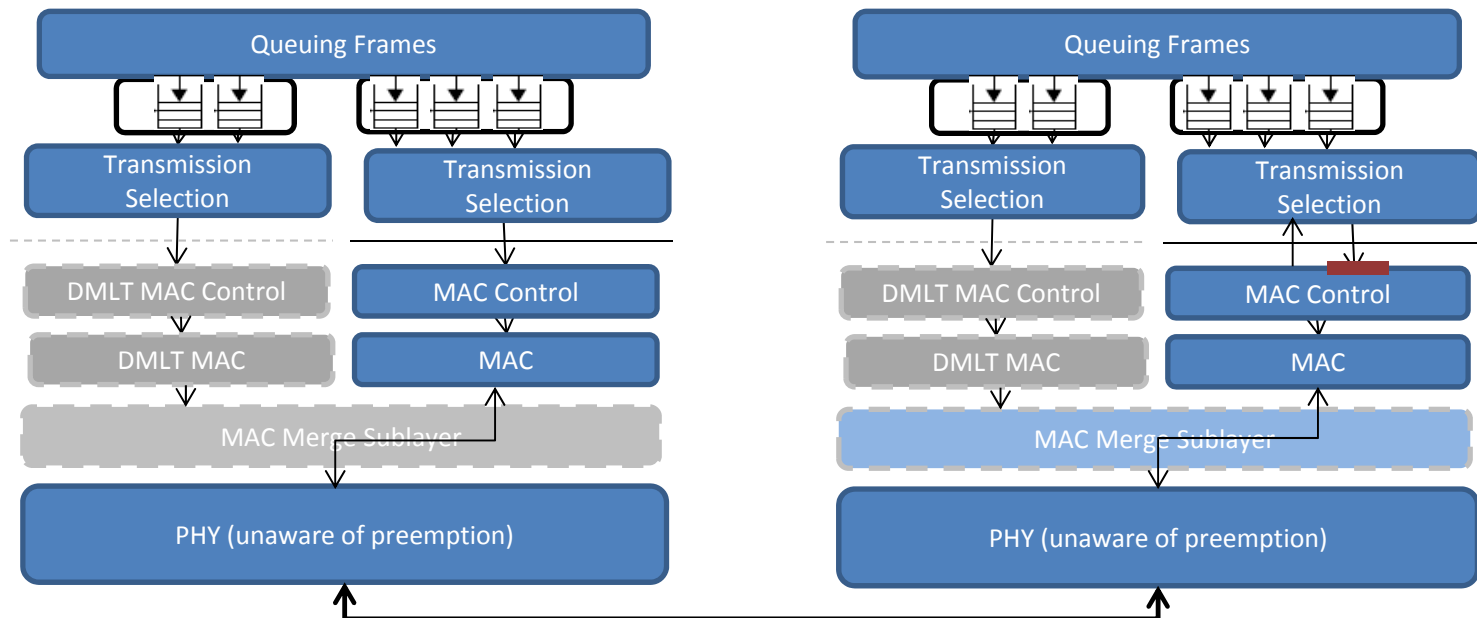 Queuing Frames
Transmission
Selection
Transmission
Selection
DMLT MAC Control
MAC Control
DMLT MAC
MAC
MAC Merge Sublayer
PHY (unaware of preemption)
Queuing Frames
Transmission
Selection
Transmission
Selection
DMLT MAC Control
MAC Control
DMLT MAC
MAC
MAC Merge Sublayer
PHY (unaware of preemption)